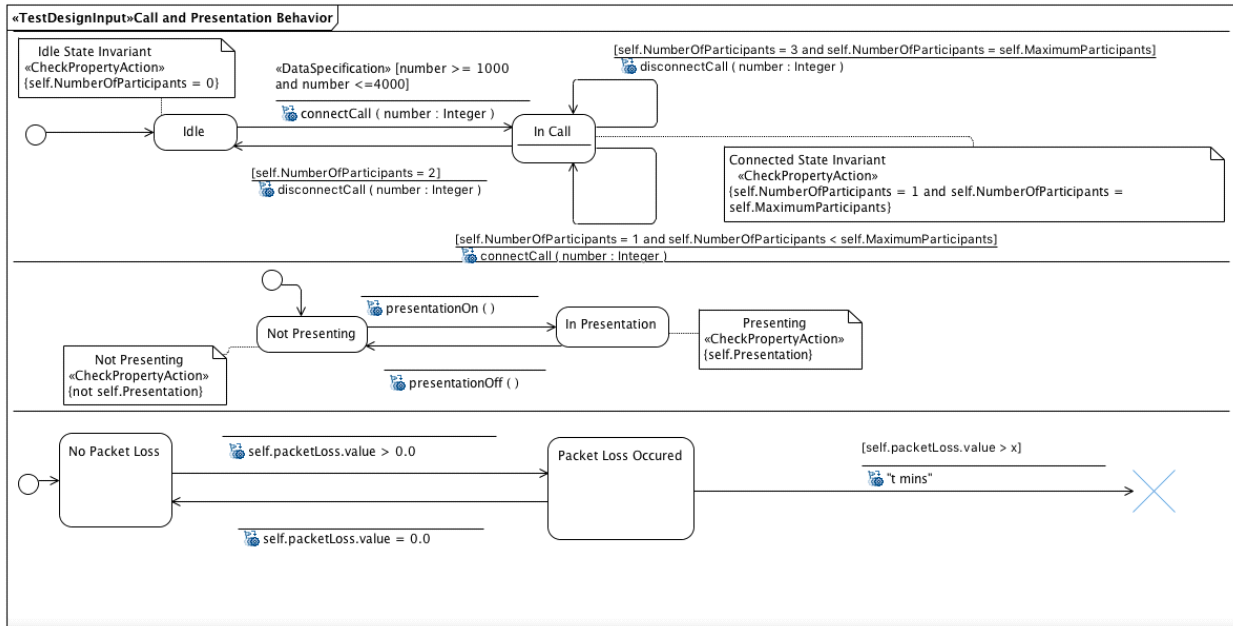 «TestDesignInput»Call and Presentation Behavior
Idle State Invariant
«CheckPropertyAction»
{self.NumberOfParticipants = 0}
«DataSpecification» [number >= 1000
and number <=4000]
connectCall ( number : Integer )
[self.NumberOfParticipants = 3 and self.NumberOfParticipants = self.MaximumParticipants]
disconnectCall ( number : Integer )
Idle
In Call
[self.NumberOfParticipants = 2]
disconnectCall ( number : Integer )
Connected State Invariant
«CheckPropertyAction»
{self.NumberOfParticipants = 1 and self.NumberOfParticipants =
self.MaximumParticipants}
[self.NumberOfParticipants = 1 and self.NumberOfParticipants < self.MaximumParticipants]
connectCall ( number : Integer )
presentationOn ( )
Not Presenting
In Presentation
Presenting
«CheckPropertyAction»
{self.Presentation}
Not Presenting
«CheckPropertyAction»
{not self.Presentation}
presentationOff ( )
No Packet Loss
self.packetLoss.value > 0.0
Packet Loss Occured
[self.packetLoss.value > x]
"t mins"
self.packetLoss.value = 0.0